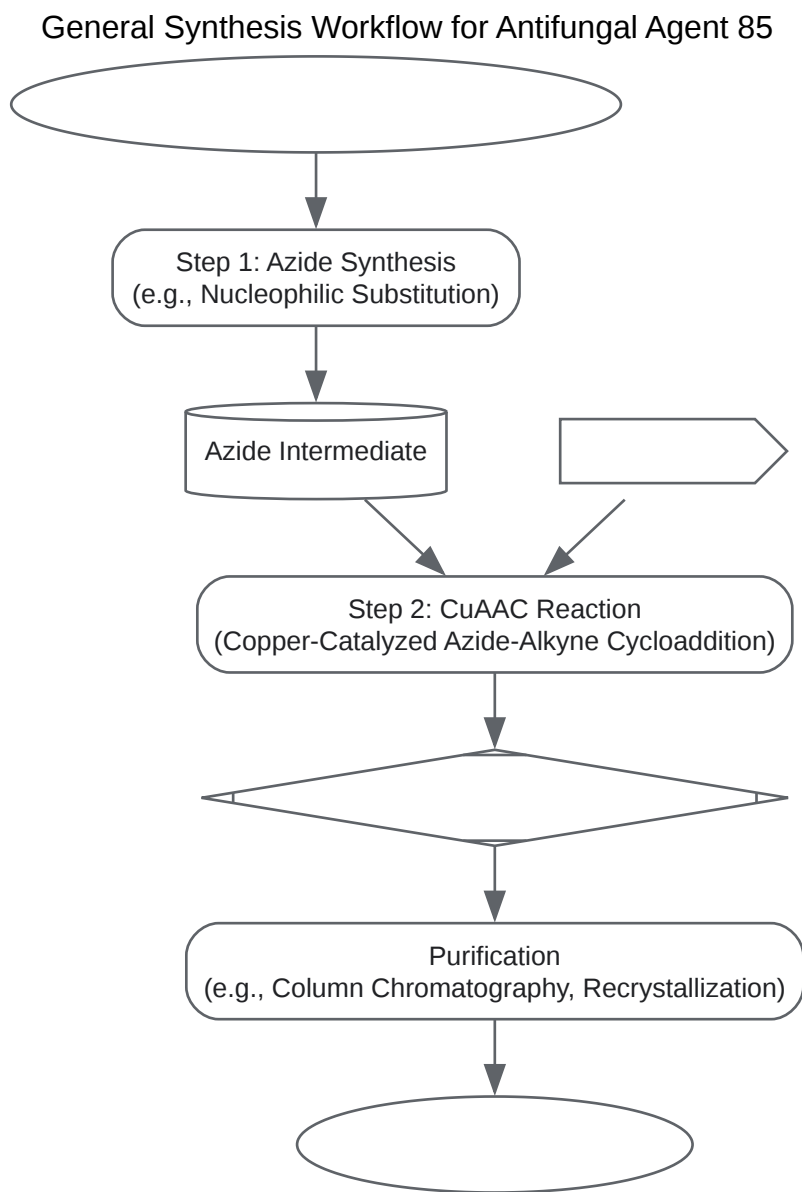 General Synthesis Workflow for Antifungal Agent 85
Step 1: Azide Synthesis
(e.g., Nucleophilic Substitution)
Azide Intermediate
Step 2: CuAAC Reaction
(Copper-Catalyzed Azide-Alkyne Cycloaddition)
Purification
(e.g., Column Chromatography, Recrystallization)